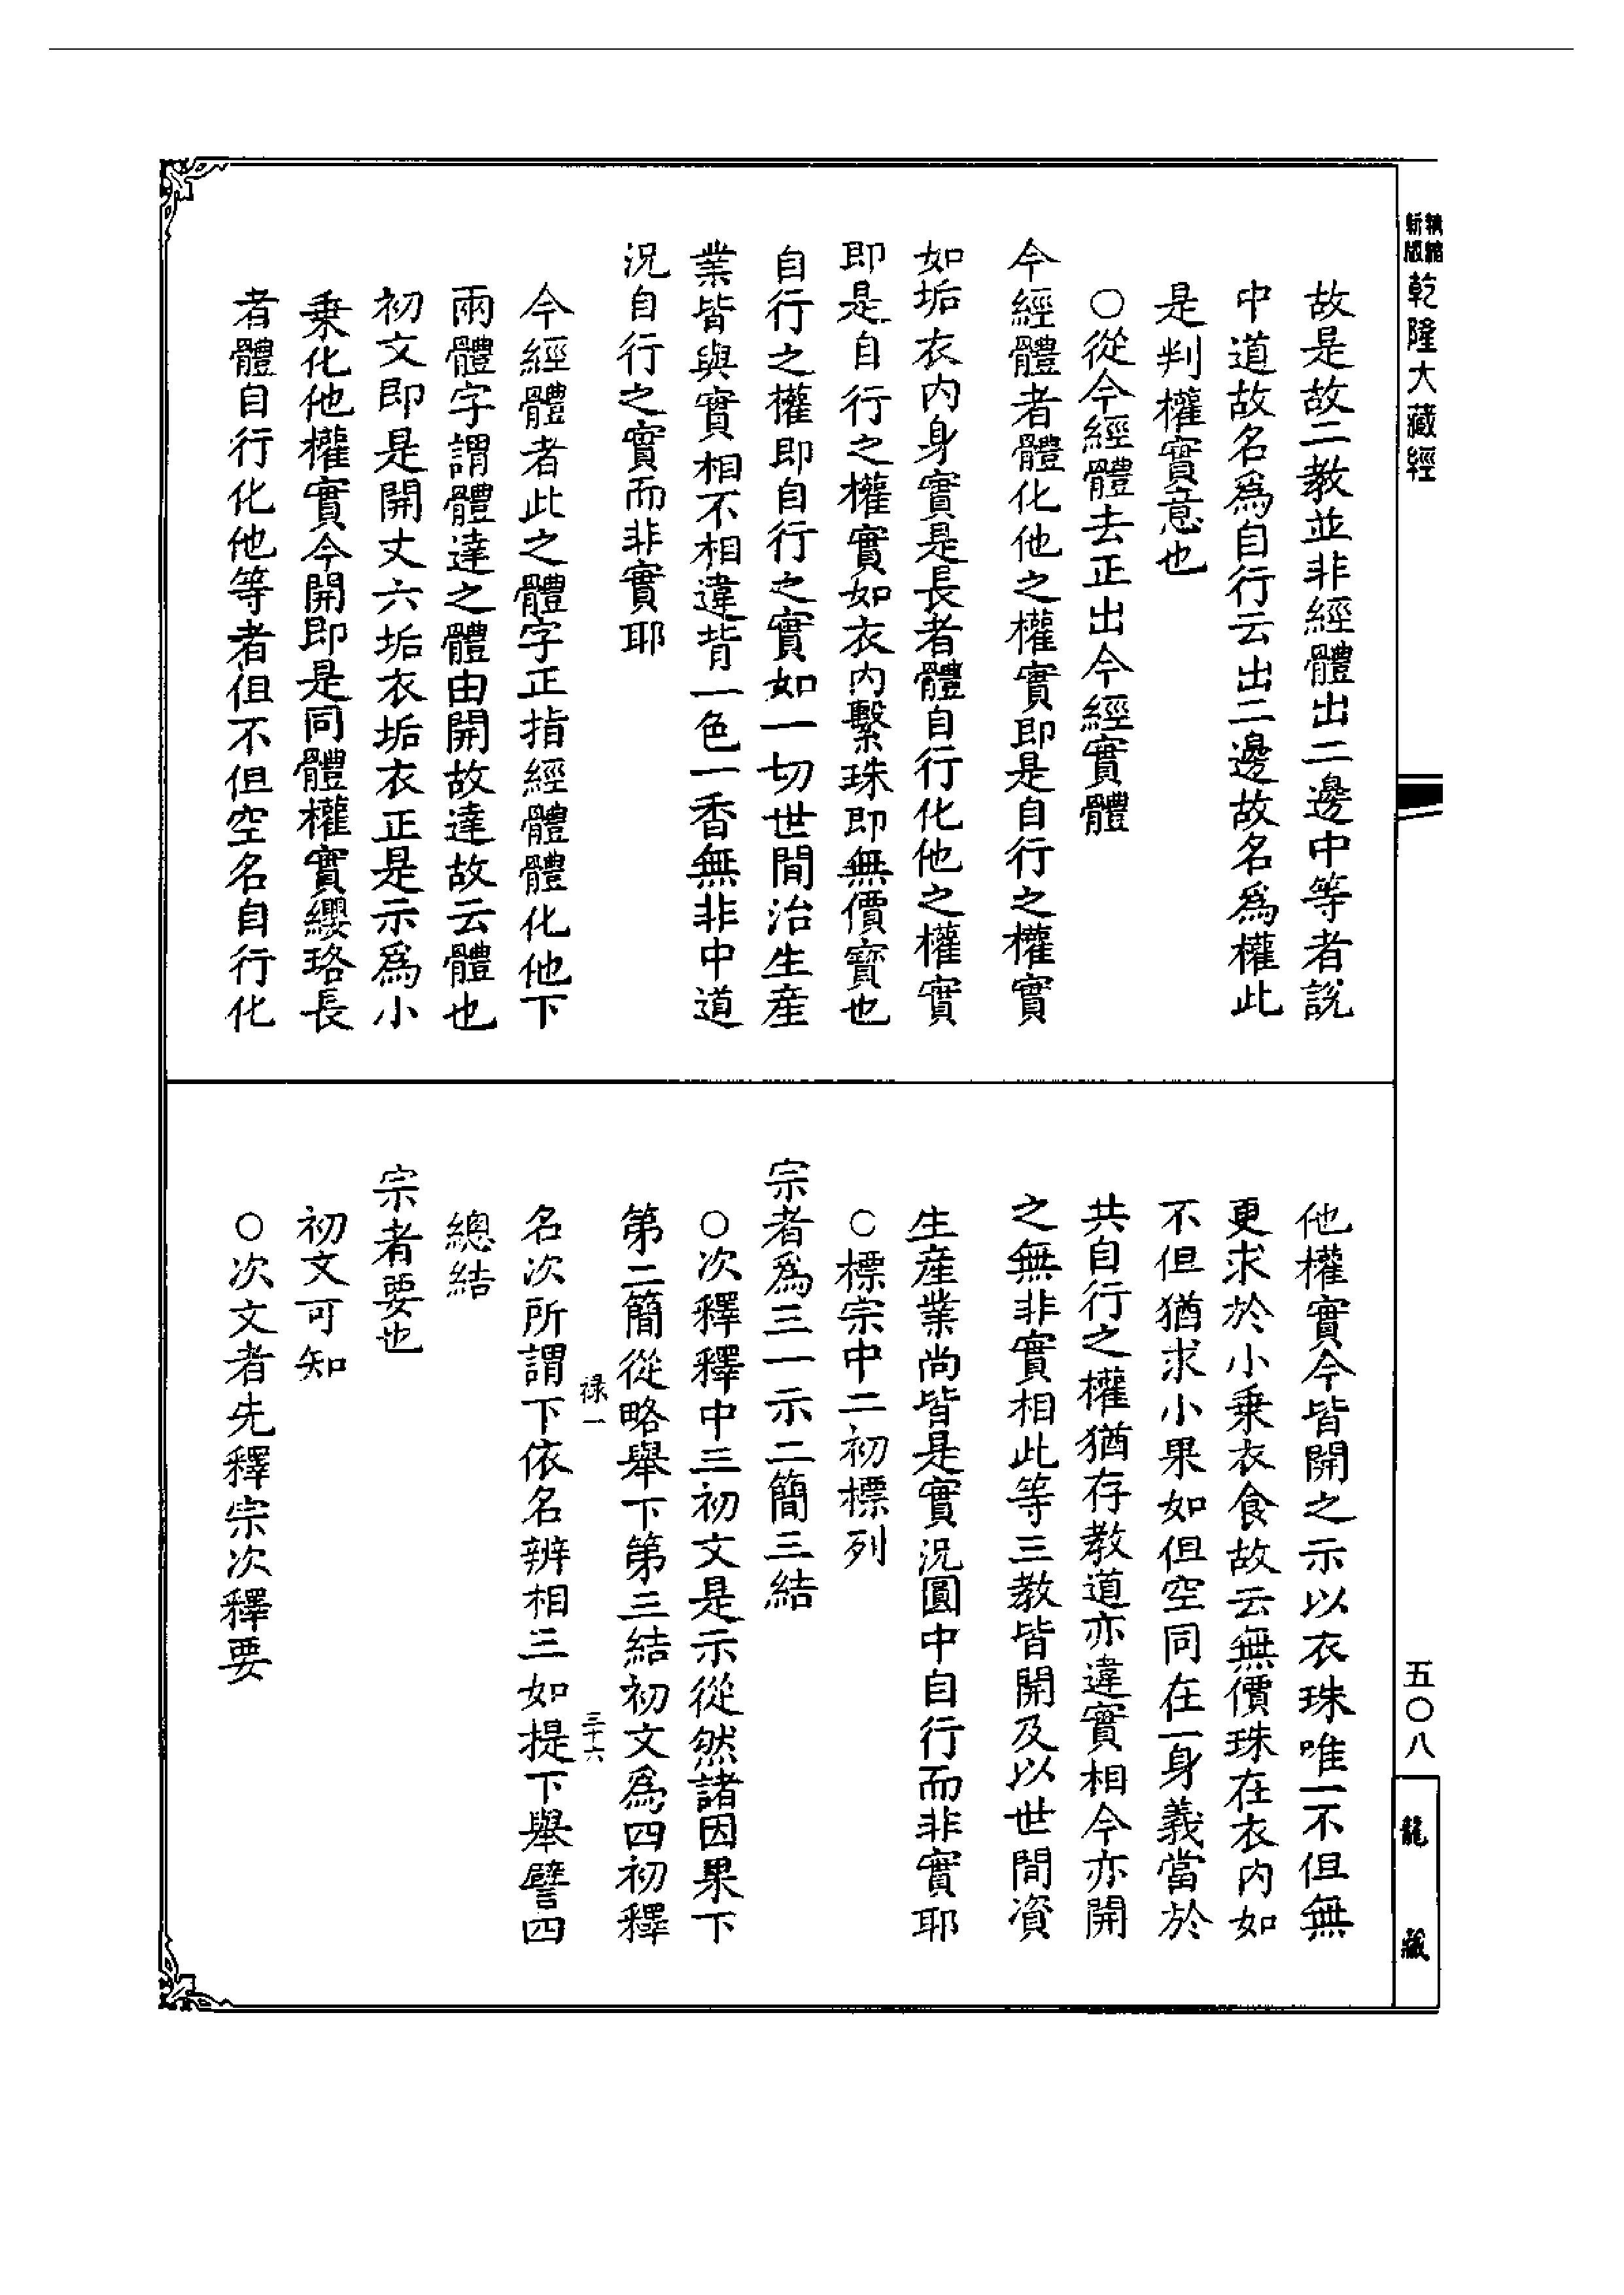 精縮
新版
乾隆大藏經
五〇八
龍藏
故是故二教並非經體出二邊中等者說
中道故名為自行云出二邊故名為權此
是判權實意也
○從今經體去正出今經實體
今經體者體化他之權實即是自行之權實
如垢衣內身實是長者體自行化他之權實
即是自行之權實如衣內繫珠即無價寶也
自行之權即自行之實如一切世間治生產
業皆與實相不相違背一色一香無非中道
況自行之實而非實耶
今經體者此之體字正指經體體化他下
兩體字謂體達之體由開故達故云體也
初文即是開丈六垢衣垢衣正是示為小
乗化他權實今開即是同體權實纓珞長
者體自行化他等者但不但空名自行化
他權實今皆開之示以衣珠唯一不但無
更求於小乗衣食故云無價珠在衣內如
不但猶求小果如但空同在一身義當於
共自行之權猶存教道亦違實相今亦開
之無非實相此等三教皆開及以世間資
生產業尚皆是實況圓中自行而非實耶
○標宗中二初標列
宗者為三一示二簡三結
○次釋釋中三初文是示從然諸因果下
第二簡從略舉下第三結初文為四初釋
祿一 三十六
名次所謂下依名辨相三如提下舉譬四
總結
宗者要也
初文可知
○次文者先釋宗次釋要